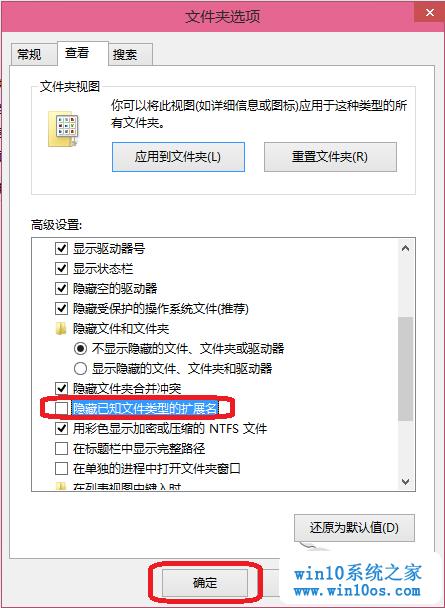 文件夹选项
常规
查看
搜索
文件夹视图
你可以将此视图(如详细信息或图标)应用于这种类型的所
有文件夹。
应用到文件夹(L)
重置文件夹(R)
高级设置:
显示驱动器号
显示状态栏
隐藏空的驱动器
隐藏受保护的操作系统文件(推荐)
隐藏文件和文件夹
不显示隐藏的文件、文件夹或驱动器
显示隐藏的文件、文件夹和驱动器
隐藏文件夹合并冲突
隐藏已知文件类型的扩展名
用彩色显示加密或压缩的 NTFS 文件
在标题栏中显示完整路径
在单独的进程中打开文件夹窗口
在列表视图中键入时
还原为默认值(D)
确定
win10系统之家
www.win10os.com